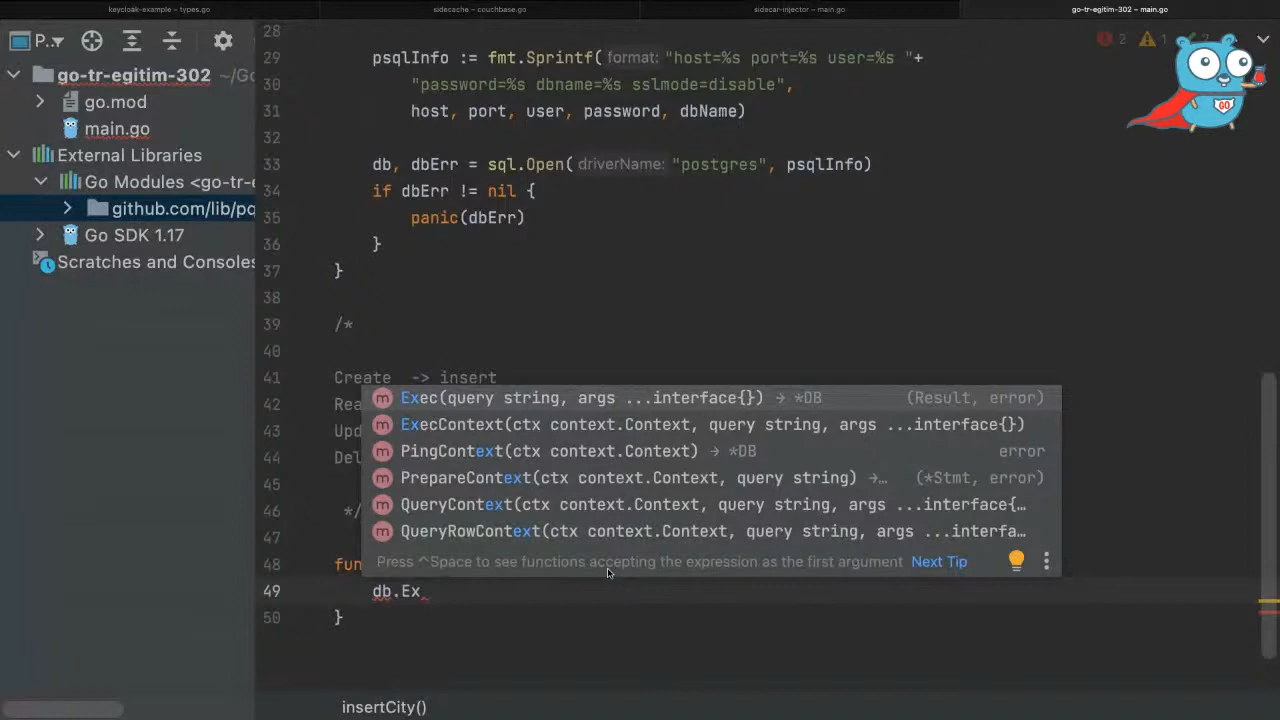 keycloak-example – types.go
sidecache – couchbase.go
sidecar-injector – main.go
go-tr-egitim-302 – main.go
P..
2 1
go-tr-egitim-302 ~/Go
go.mod
main.go
External Libraries
Go Modules <go-tr-e
github.com/lib/pq
Go SDK 1.17
Scratches and Consoles
28
29 psqlInfo := fmt.Sprintf( format: "host=%s port=%s user=%s "+
30 "password=%s dbname=%s sslmode=disable",
31 host, port, user, password, dbName)
32
33 db, dbErr = sql.Open( driverName: "postgres", psqlInfo)
34 if dbErr != nil {
35 panic(dbErr)
36 }
37 }
38
39 /*
40
41 Create -> insert
42 Rea
43 Upd
44 Del
45
46 */
47
48 fun
49 db.Ex
50 }
m Exec(query string, args ...interface{}) → *DB (Result, error)
m ExecContext(ctx context.Context, query string, args ...interface{})
m PingContext(ctx context.Context) → *DB error
m PrepareContext(ctx context.Context, query string) →… (*Stmt, error)
m QueryContext(ctx context.Context, query string, args ...interface{…
m QueryRowContext(ctx context.Context, query string, args ...interfa…
Press ^Space to see functions accepting the expression as the first argument Next Tip
insertCity()
GO